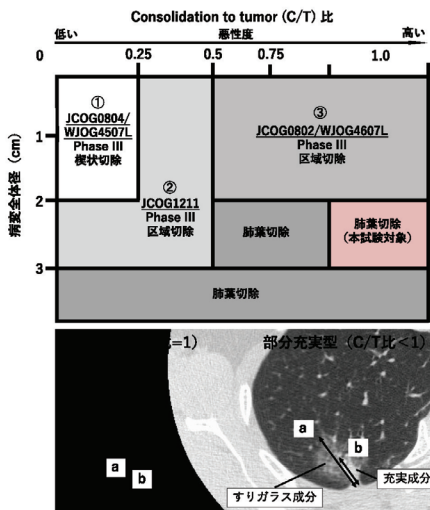 Consolidation to tumor (C/T) 比
低い 悪性度 高い
0 0.25 0.5 0.75 1.0
病変全体径 (cm)
1
2
3
①
JCOG0804/
WJOG4507L
Phase III
楔状切除
②
JCOG1211
Phase III
区域切除
③
JCOG0802/WJOG4607L
Phase III
区域切除
肺葉切除
肺葉切除
(本試験対象)
肺葉切除
=1) 部分充実型 (C/T比<1)
a
b
a
b
すりガラス成分
充実成分